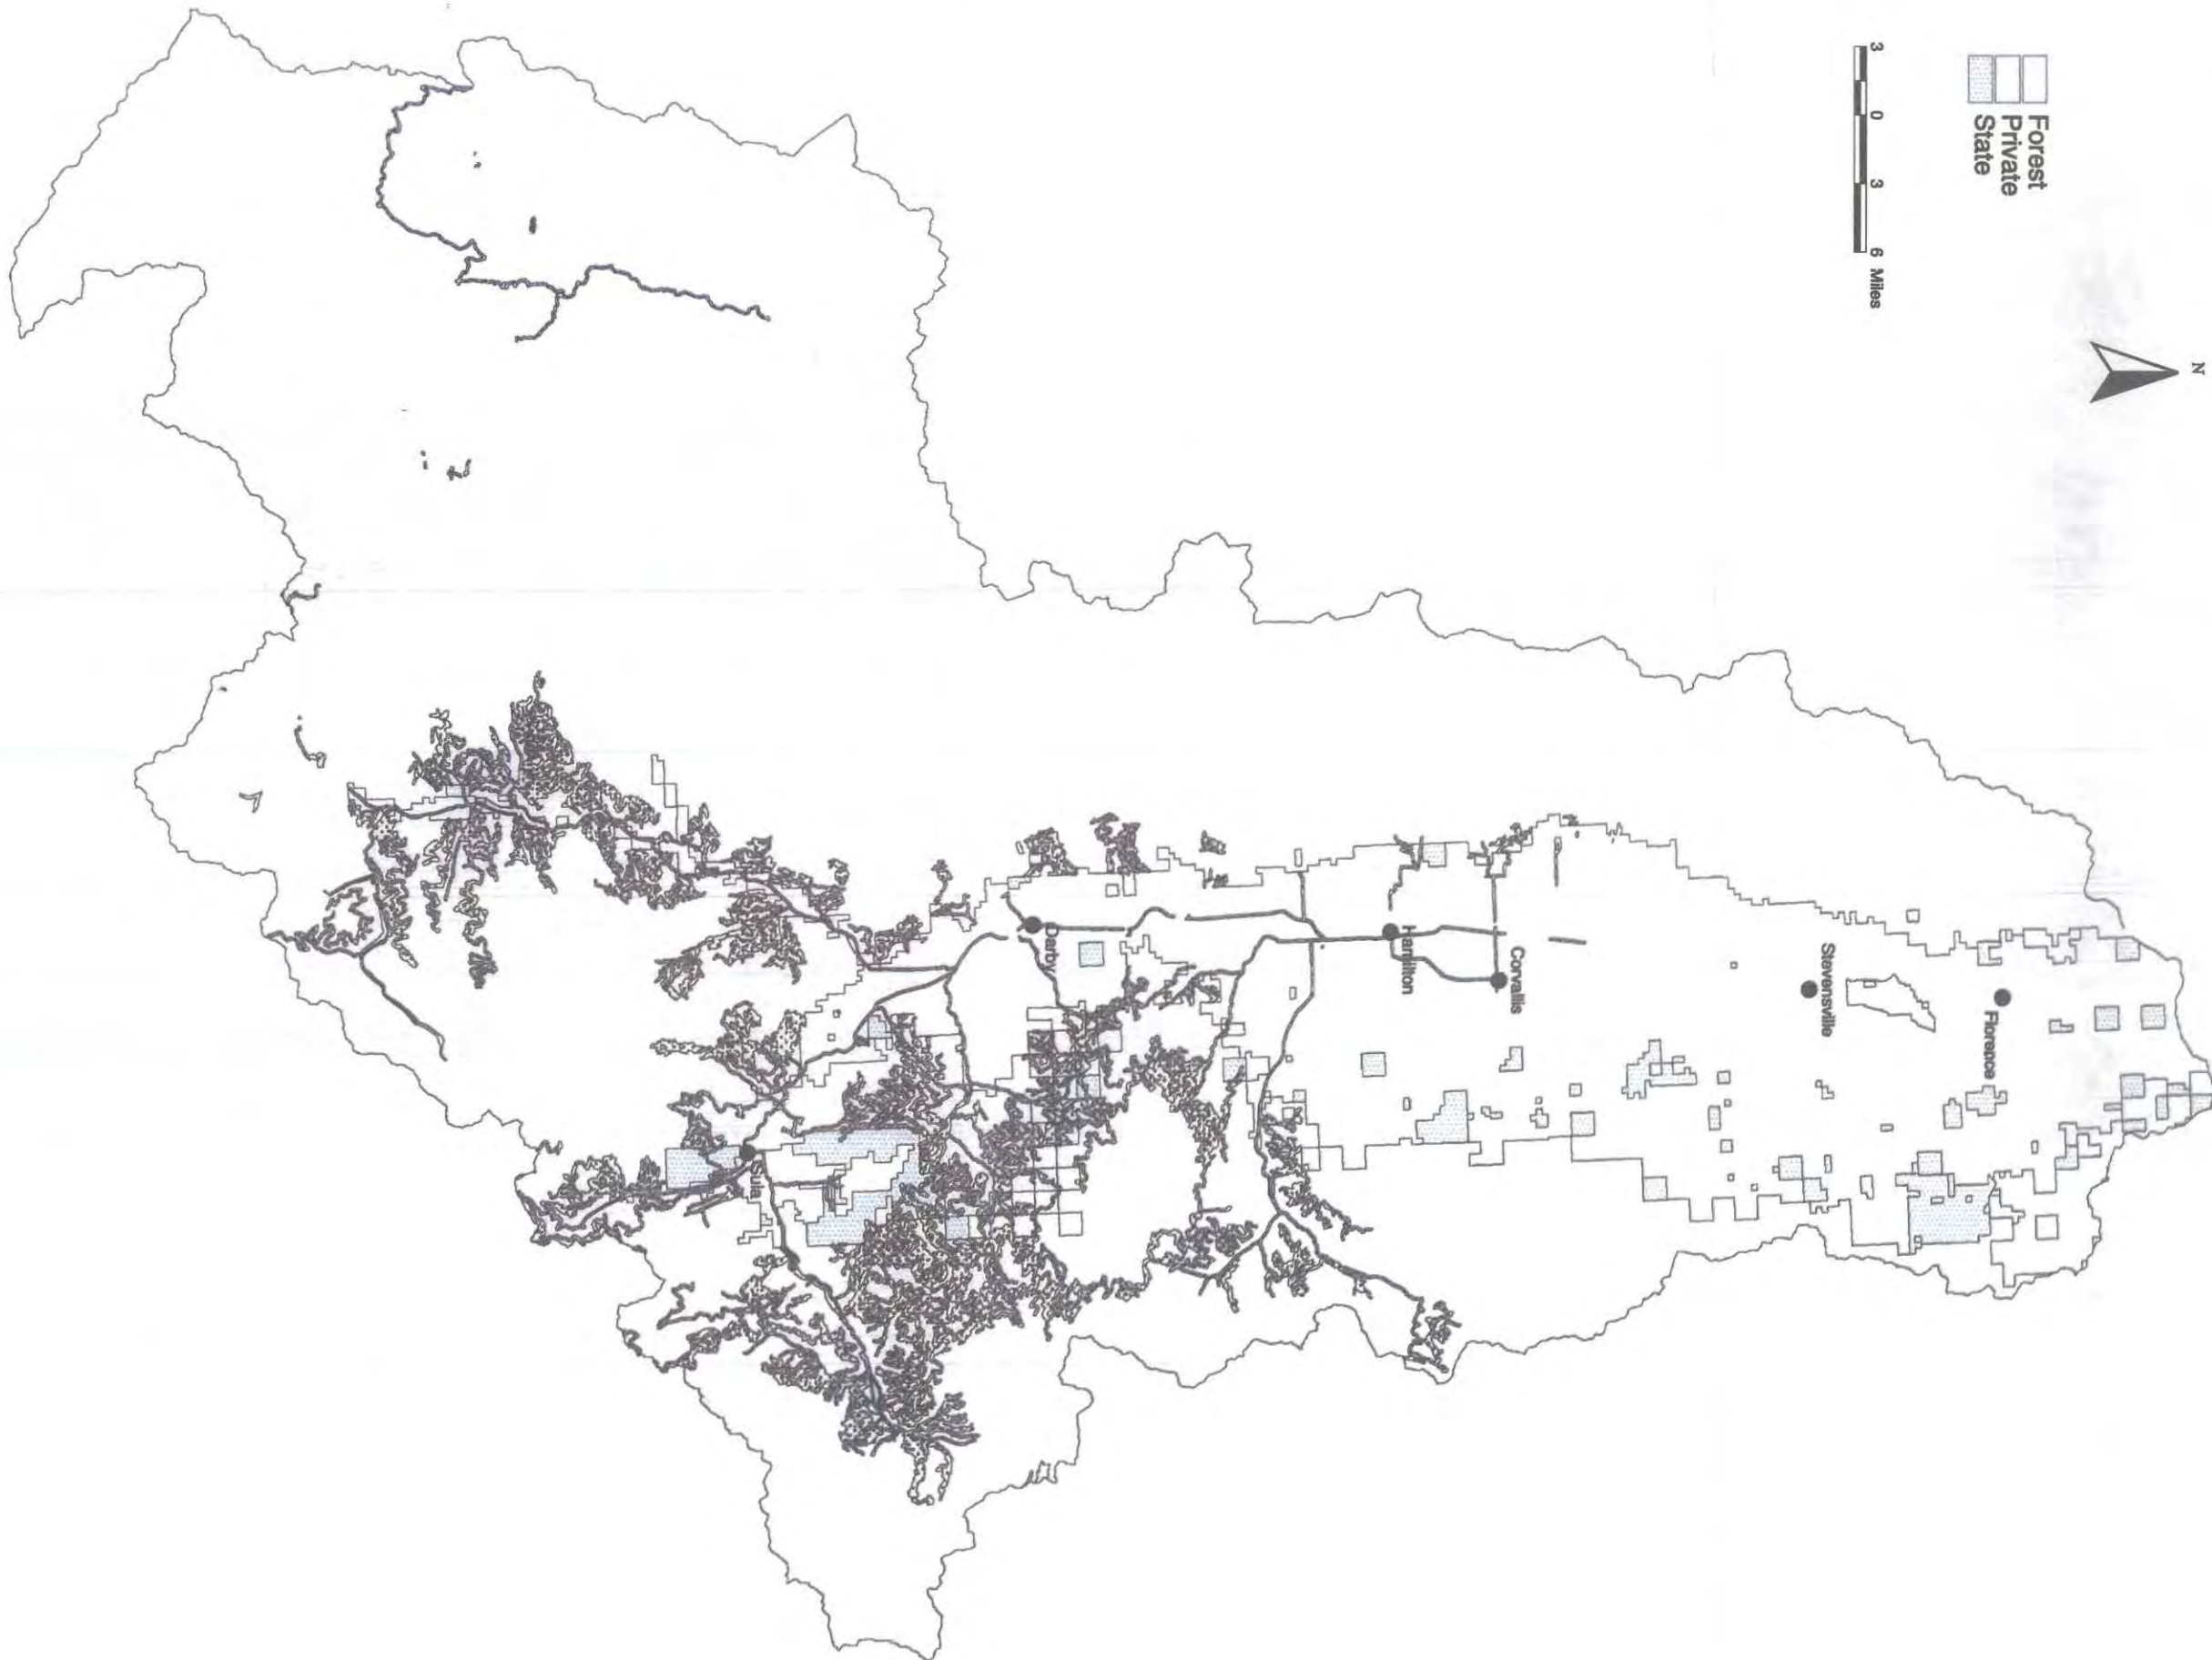 N
Forest
Private
State
3 0 3 6 Miles
Florence
Stevensville
Corvallis
Hamilton
Darby
Sula